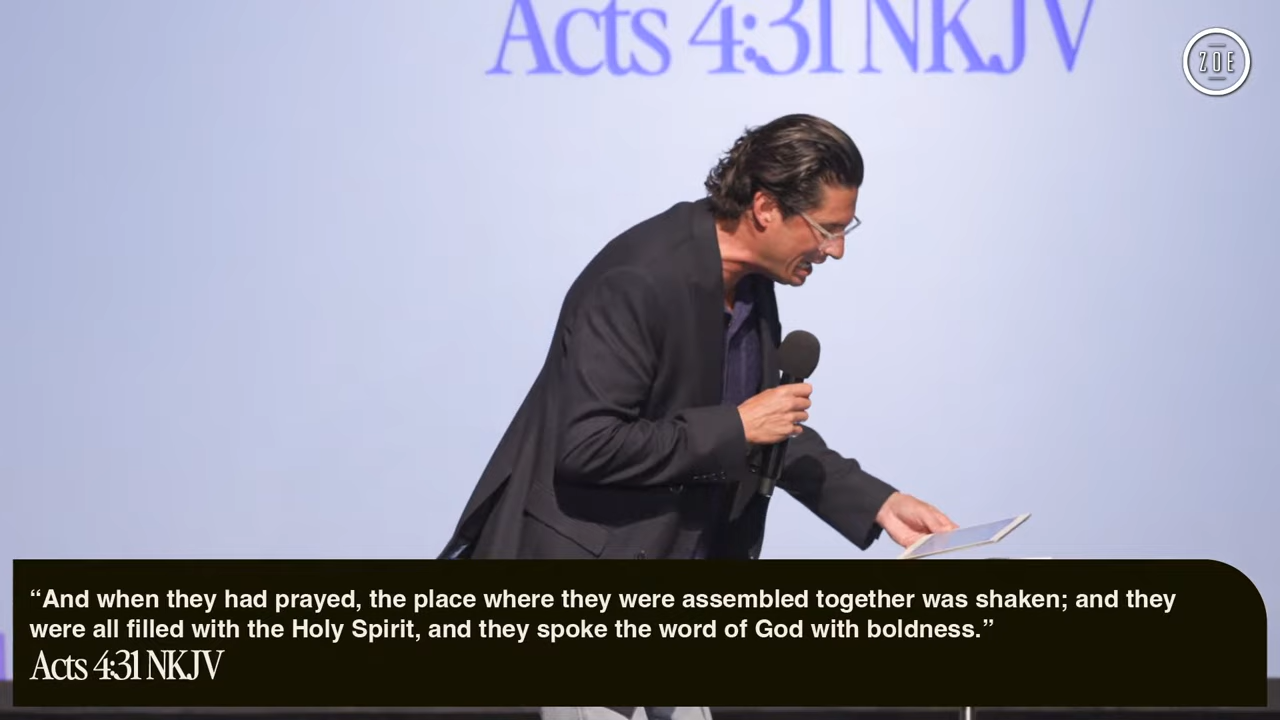 Acts 4:31 NKJV
ZOE
“And when they had prayed, the place where they were assembled together was shaken; and they
were all filled with the Holy Spirit, and they spoke the word of God with boldness.”
Acts 4:31 NKJV